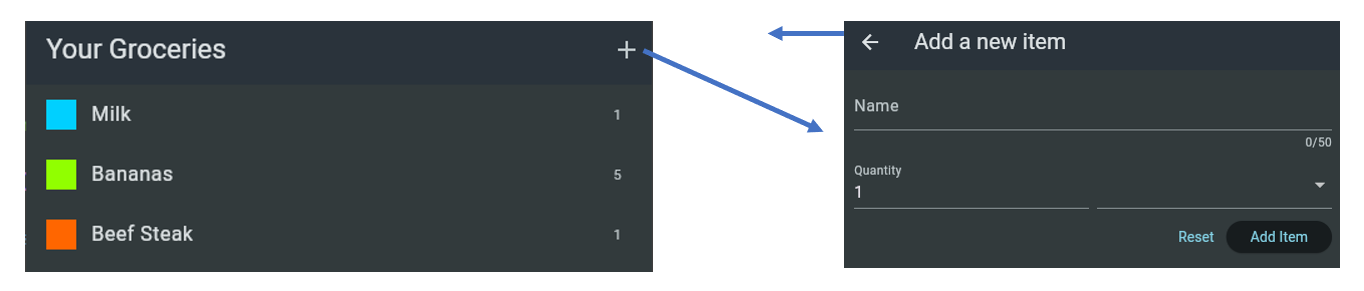 Your Groceries
Milk 1
Bananas 5
Beef Steak 1
Add a new item
Name
0/50
Quantity
1
Reset Add Item